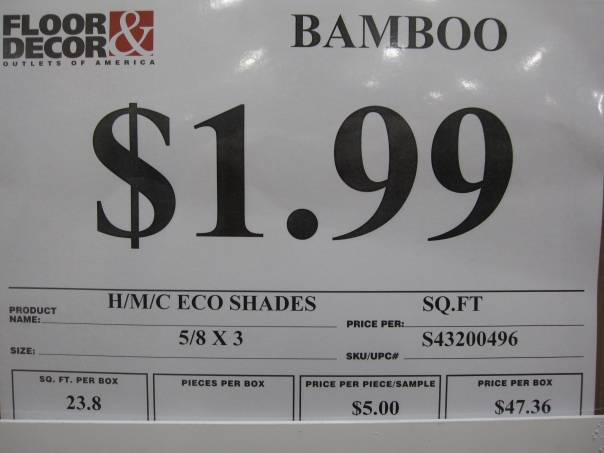 FLOOR &
DECOR
OUTLETS OF AMERICA
BAMBOO
$1.99
PRODUCT NAME: H/M/C ECO SHADES
PRICE PER: SQ.FT
SIZE: 5/8 X 3
SKU/UPC# S43200496
SQ. FT. PER BOX
23.8
PIECES PER BOX
PRICE PER PIECE/SAMPLE
$5.00
PRICE PER BOX
$47.36